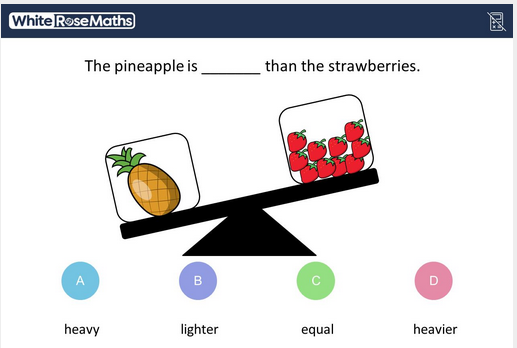 White Rose Maths
The pineapple is _______ than the strawberries.
A B C D
heavy lighter equal heavier